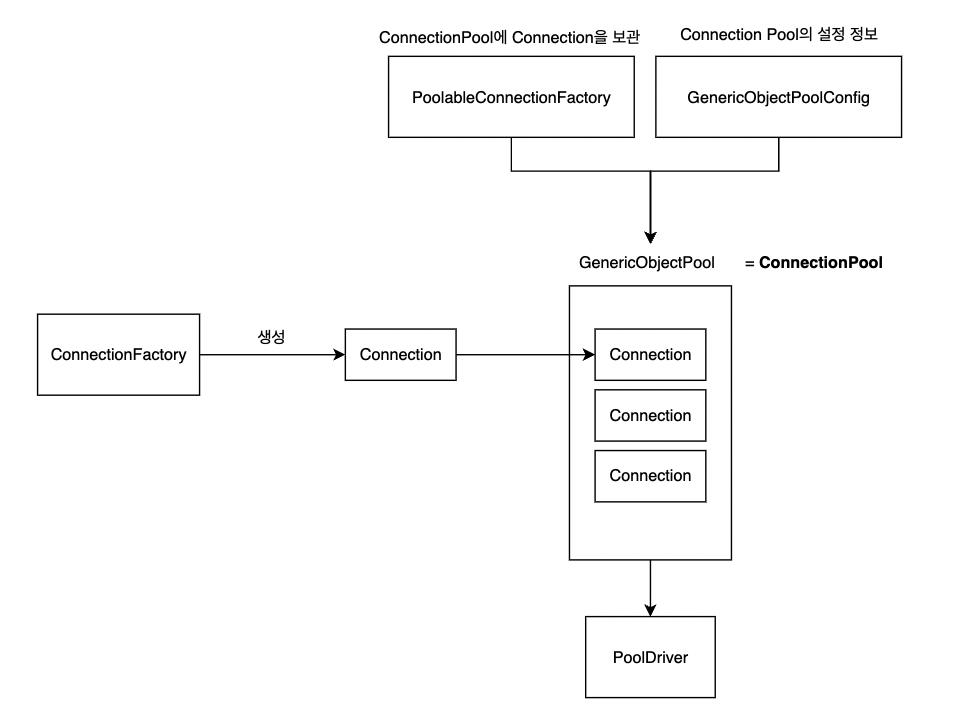 ConnectionPool에 Connection을 보관
Connection Pool의 설정 정보
PoolableConnectionFactory
GenericObjectPoolConfig
GenericObjectPool
= ConnectionPool
ConnectionFactory
생성
Connection
Connection
Connection
Connection
PoolDriver